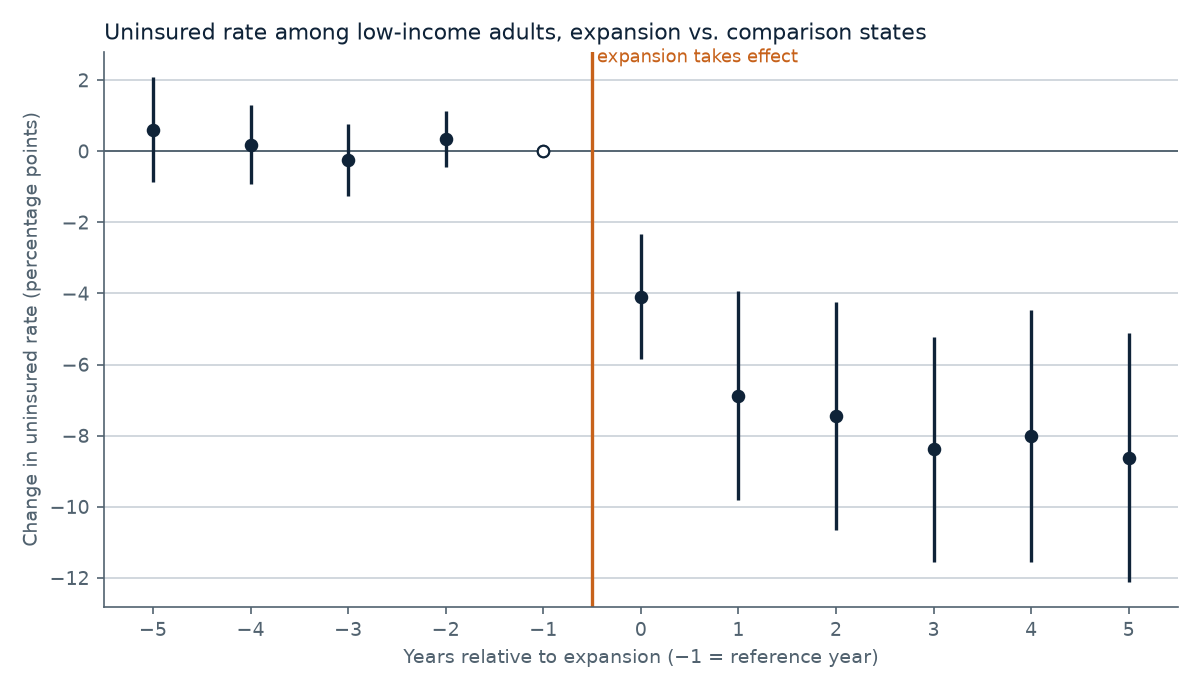 Uninsured rate among low-income adults, expansion vs. comparison states
expansion takes effect
Change in uninsured rate (percentage points)
2
0
−2
−4
−6
−8
−10
−12
−5 −4 −3 −2 −1 0 1 2 3 4 5
Years relative to expansion (−1 = reference year)